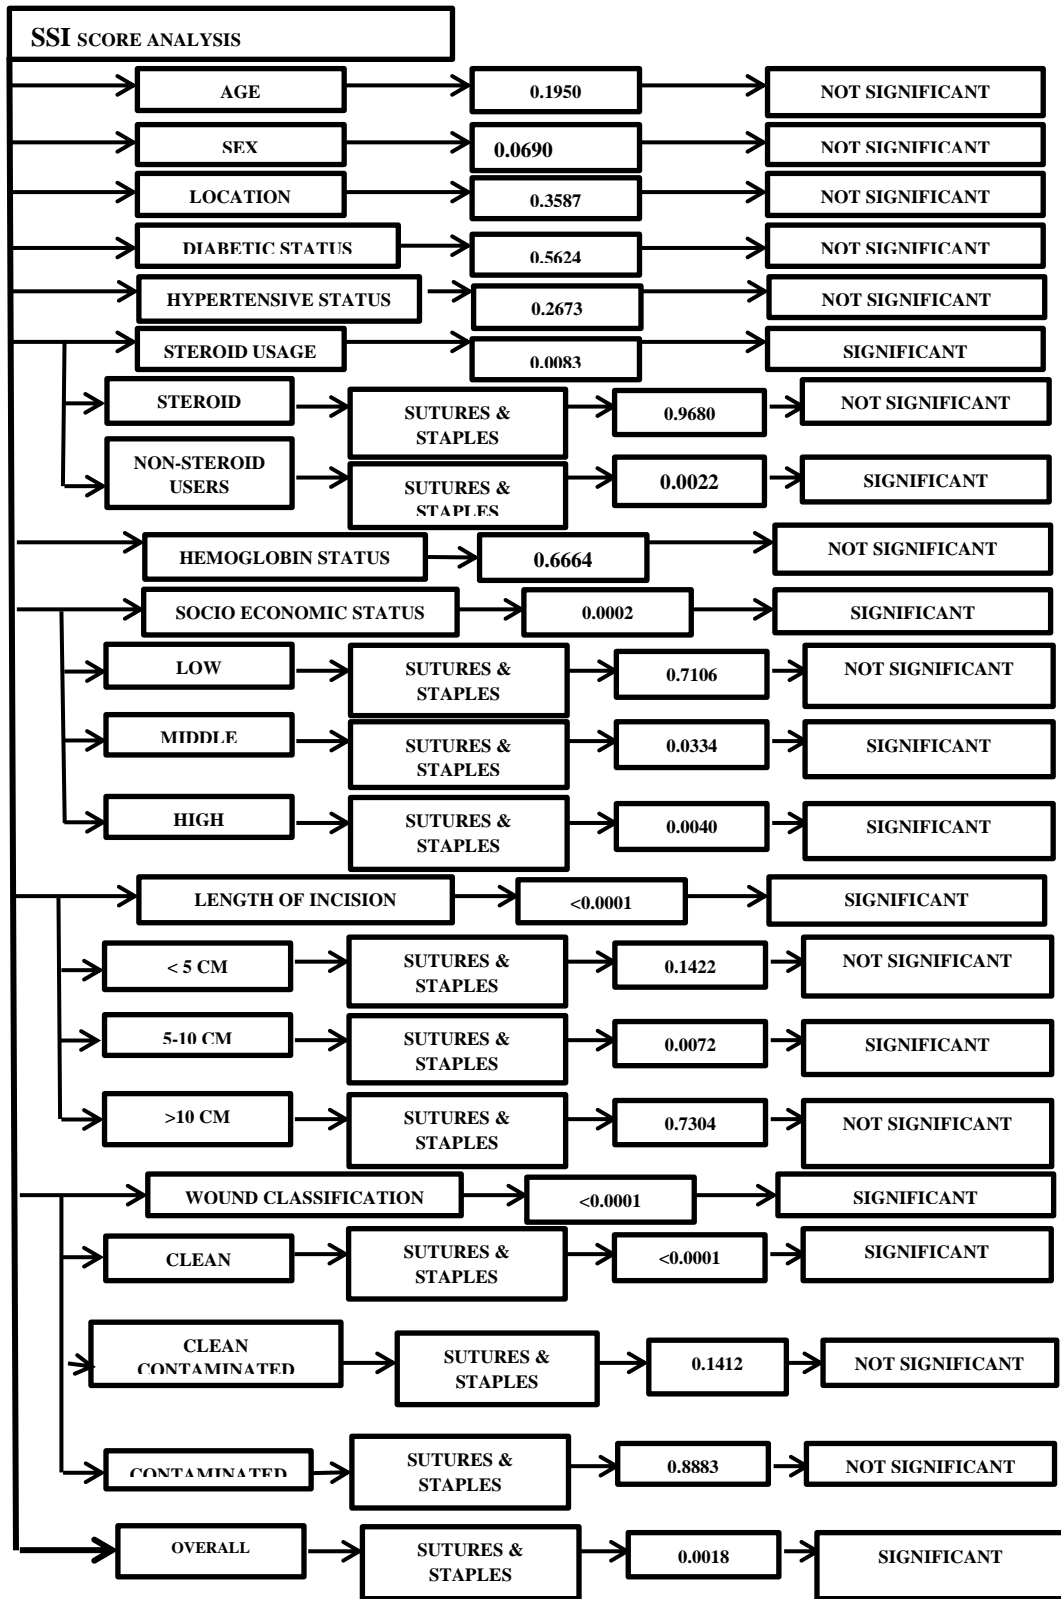 SSI SCORE ANALYSIS
AGE 0.1950 NOT SIGNIFICANT
SEX 0.0690 NOT SIGNIFICANT
LOCATION 0.3587 NOT SIGNIFICANT
DIABETIC STATUS 0.5624 NOT SIGNIFICANT
HYPERTENSIVE STATUS 0.2673 NOT SIGNIFICANT
STEROID USAGE 0.0083 SIGNIFICANT
STEROID SUTURES & STAPLES 0.9680 NOT SIGNIFICANT
NON-STEROID USERS SUTURES & STAPLES 0.0022 SIGNIFICANT
HEMOGLOBIN STATUS 0.6664 NOT SIGNIFICANT
SOCIO ECONOMIC STATUS 0.0002 SIGNIFICANT
LOW SUTURES & STAPLES 0.7106 NOT SIGNIFICANT
MIDDLE SUTURES & STAPLES 0.0334 SIGNIFICANT
HIGH SUTURES & STAPLES 0.0040 SIGNIFICANT
LENGTH OF INCISION <0.0001 SIGNIFICANT
< 5 CM SUTURES & STAPLES 0.1422 NOT SIGNIFICANT
5-10 CM SUTURES & STAPLES 0.0072 SIGNIFICANT
>10 CM SUTURES & STAPLES 0.7304 NOT SIGNIFICANT
WOUND CLASSIFICATION <0.0001 SIGNIFICANT
CLEAN SUTURES & STAPLES <0.0001 SIGNIFICANT
CLEAN CONTAMINATED SUTURES & STAPLES 0.1412 NOT SIGNIFICANT
CONTAMINATED SUTURES & STAPLES 0.8883 NOT SIGNIFICANT
OVERALL SUTURES & STAPLES 0.0018 SIGNIFICANT